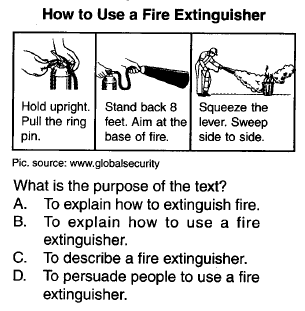 How to Use a Fire Extinguisher
Hold upright.
Pull the ring
pin.
Stand back 8
feet. Aim at the
base of fire.
Squeeze the
lever. Sweep
side to side.
Pic. source: www.globalsecurity
What is the purpose of the text?
A. To explain how to extinguish fire.
B. To explain how to use a fire
extinguisher.
C. To describe a fire extinguisher.
D. To persuade people to use a fire
extinguisher.